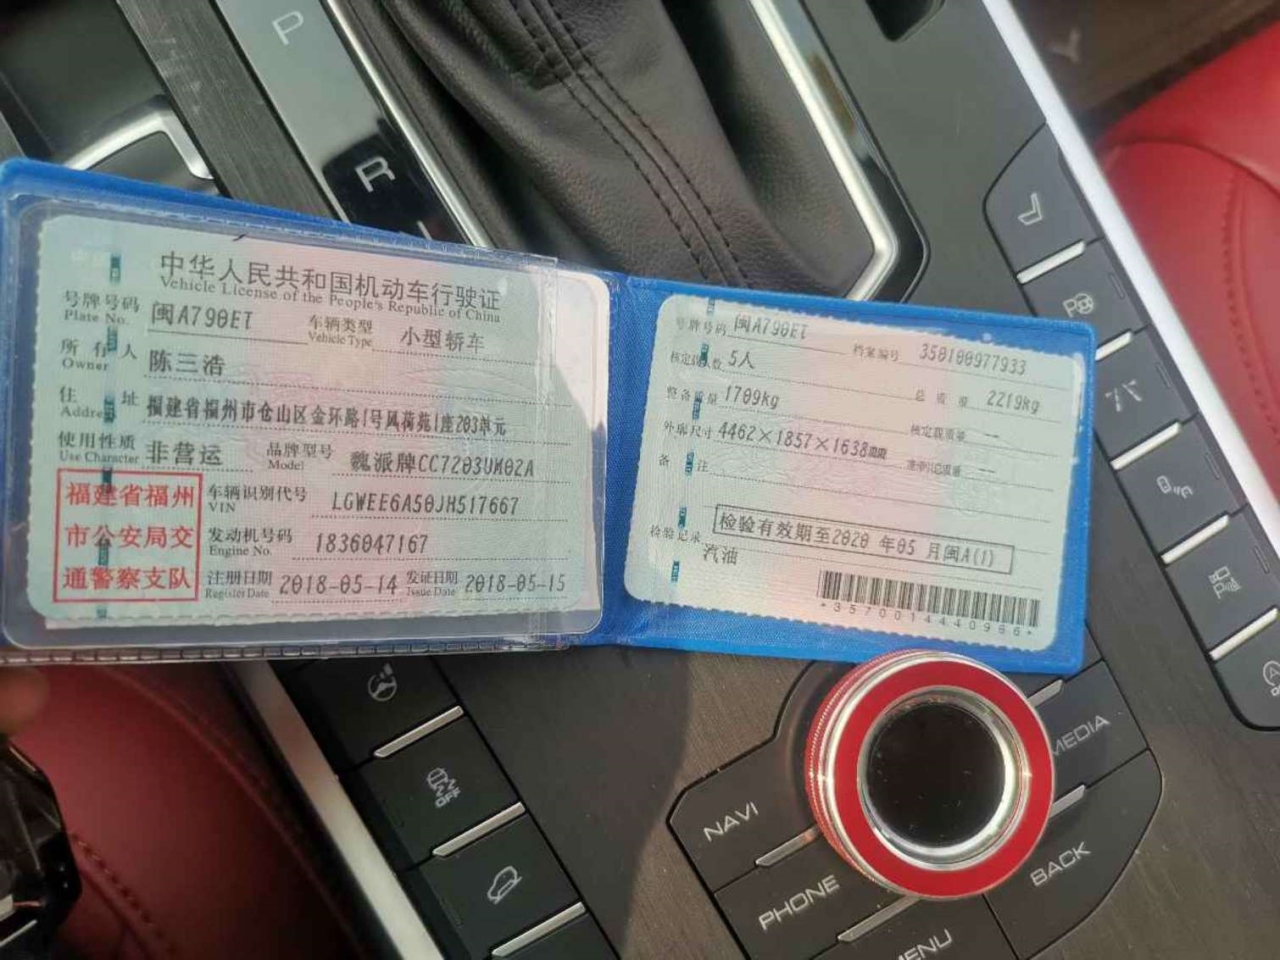 中华人民共和国机动车行驶证
Vehicle License of the People's Republic of China
号牌号码 闽A790E1 车辆类型 小型轿车
Plate No. Vehicle Type
所有人 陈三浩
Owner
住址 福建省福州市仓山区金环路1号凤荷苑1座203单元
Address
使用性质 非营运 品牌型号 魏派牌CC7203UM02A
Use Character Model
福建省福州
市公安局交
通警察支队
车辆识别代号 LGWEE6A50JH517667
VIN
发动机号码 1836047167
Engine No.
注册日期 2018-05-14 发证日期 2018-05-15
Register Date Issue Date
号牌号码 闽A790E1 档案编号 350100977933
核定载人数 5人
整备质量 1709kg 总质量 2219kg
外廓尺寸 4462×1857×1638mm 核定载质量 --
备注 准牵引总质量 --
检验有效期至2020 年05 月闽A(1)
检验记录
汽油
*3570014440966*
P
R
NAVI
PHONE
MEDIA
BACK
MENU
OFF